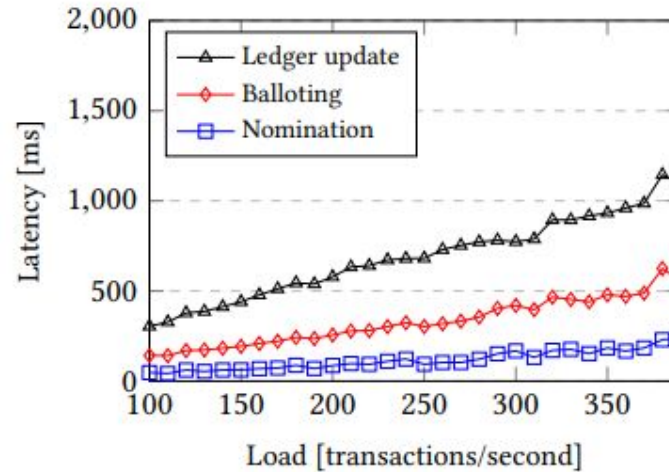 2,000
1,500
1,000
500
0
Latency [ms]
Ledger update
Balloting
Nomination
100 150 200 250 300 350
Load [transactions/second]